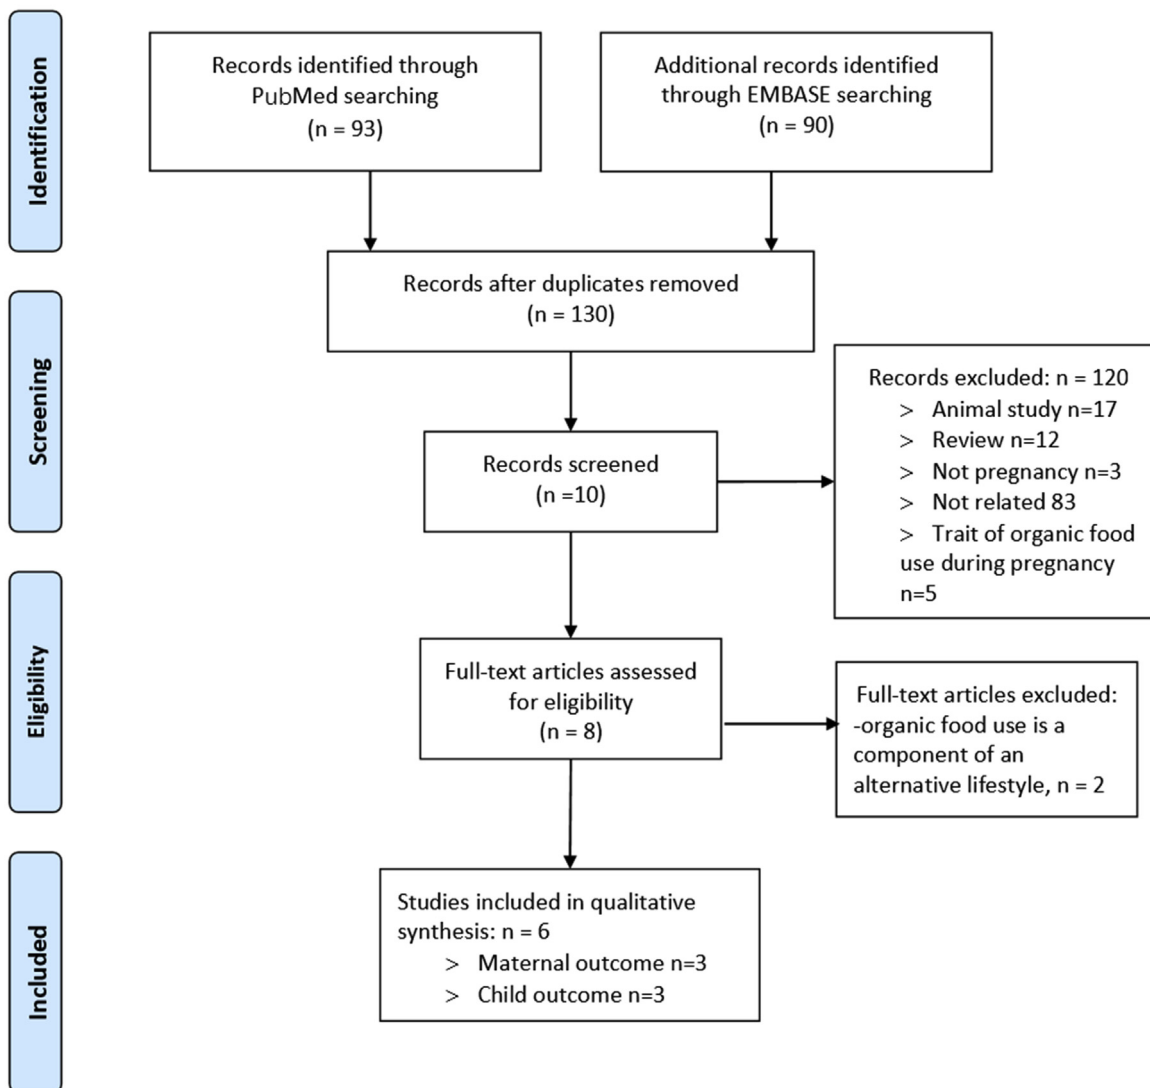 Identification
Records identified through
PubMed searching
(n = 93)
Additional records identified
through EMBASE searching
(n = 90)
Records after duplicates removed
(n = 130)
Screening
Records screened
(n =10)
Records excluded: n = 120
> Animal study n=17
> Review n=12
> Not pregnancy n=3
> Not related 83
> Trait of organic food
use during pregnancy
n=5
Eligibility
Full-text articles assessed
for eligibility
(n = 8)
Full-text articles excluded:
-organic food use is a
component of an
alternative lifestyle, n = 2
Included
Studies included in qualitative
synthesis: n = 6
> Maternal outcome n=3
> Child outcome n=3